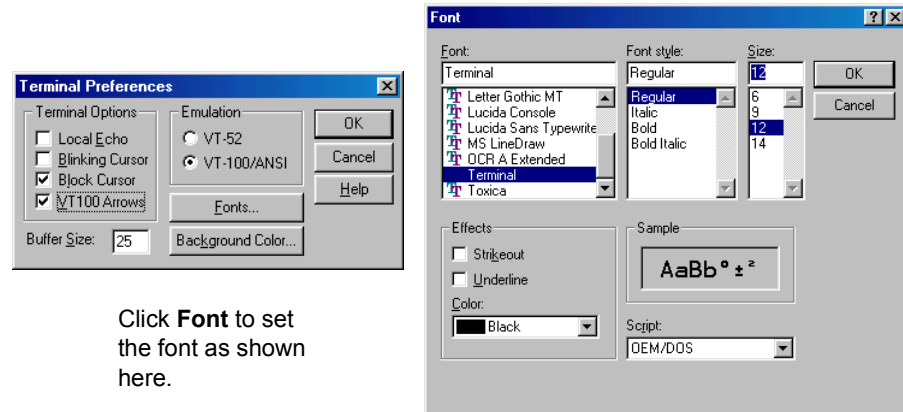 Terminal Preferences
Terminal Options
Local Echo
Blinking Cursor
Block Cursor
VT100 Arrows
Buffer Size: 25
Emulation
VT-52
VT-100/ANSI
Fonts...
Background Color...
OK
Cancel
Help
Click Font to set
the font as shown
here.
Font
Font:
Terminal
Letter Gothic MT
Lucida Console
Lucida Sans Typewrite
MS LineDraw
OCR A Extended
Terminal
Toxica
Font style:
Regular
Regular
Italic
Bold
Bold Italic
Size:
12
6
9
12
14
OK
Cancel
Effects
Strikeout
Underline
Color:
Black
Sample
AaBb°±²
Script:
OEM/DOS